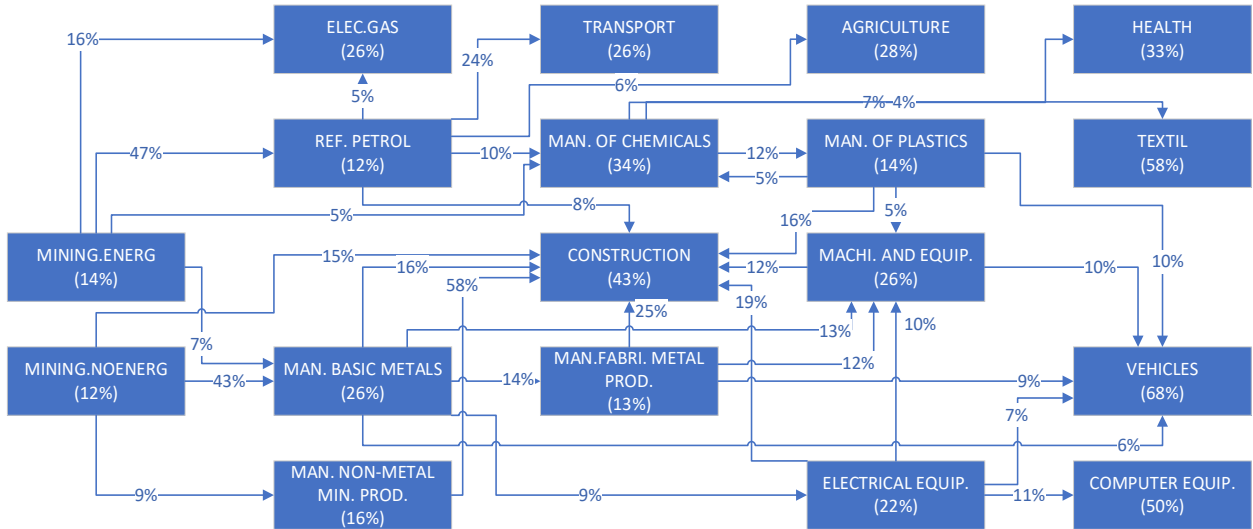 ELEC.GAS
(26%)
TRANSPORT
(26%)
AGRICULTURE
(28%)
HEALTH
(33%)
16%
24%
6%
7%
4%
5%
REF. PETROL
(12%)
MAN. OF CHEMICALS
(34%)
MAN. OF PLASTICS
(14%)
TEXTIL
(58%)
47%
10%
12%
5%
5%
8%
16%
5%
MINING.ENERG
(14%)
CONSTRUCTION
(43%)
MACHI. AND EQUIP.
(26%)
15%
16%
12%
10%
10%
58%
19%
25%
10%
13%
7%
MINING.NOENERG
(12%)
MAN. BASIC METALS
(26%)
MAN.FABRI. METAL
PROD.
(13%)
VEHICLES
(68%)
43%
14%
12%
9%
7%
6%
MAN. NON-METAL
MIN. PROD.
(16%)
ELECTRICAL EQUIP.
(22%)
COMPUTER EQUIP.
(50%)
9%
9%
11%